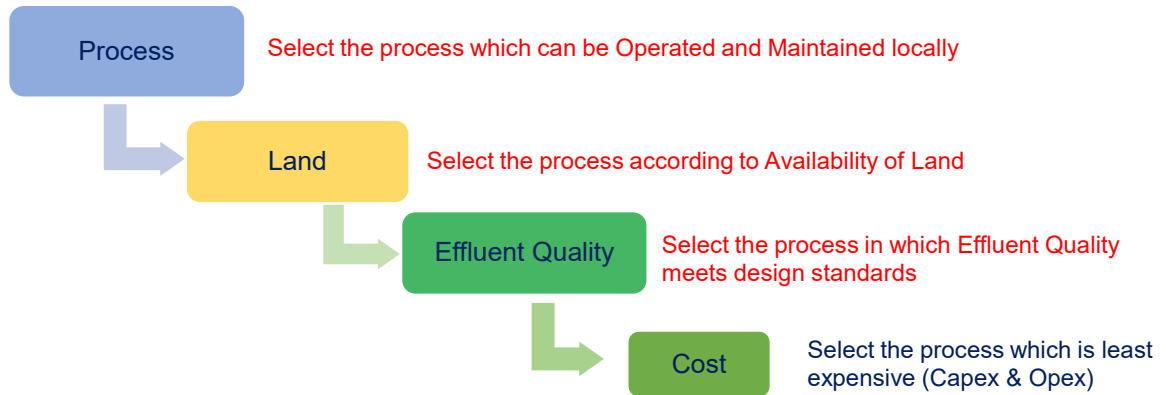 Process
Select the process which can be Operated and Maintained locally
Land
Select the process according to Availability of Land
Effluent Quality
Select the process in which Effluent Quality
meets design standards
Cost
Select the process which is least
expensive (Capex & Opex)